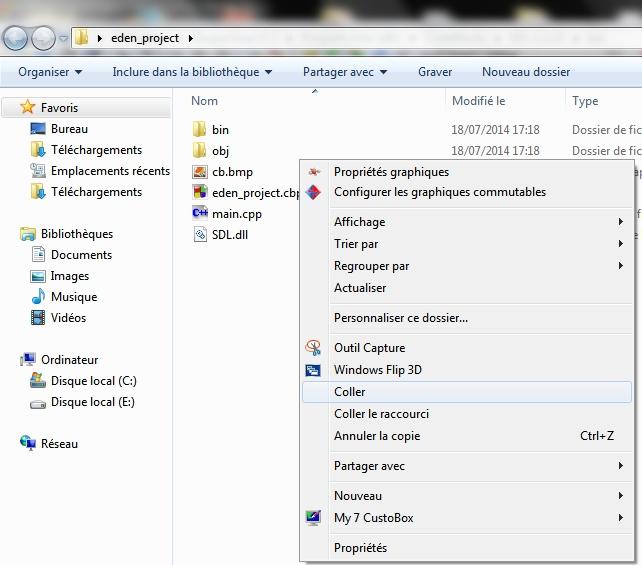 eden_project
Organiser Inclure dans la bibliothèque Partager avec Graver Nouveau dossier
Favoris
Bureau
Téléchargements
Emplacements récents
Téléchargements
Bibliothèques
Documents
Images
Musique
Vidéos
Ordinateur
Disque local (C:)
Disque local (E:)
Réseau
Nom Modifié le Type
bin 18/07/2014 17:18 Dossier de fic
obj 18/07/2014 17:18 Dossier de fic
cb.bmp
eden_project.cbp
main.cpp
SDL.dll
Propriétés graphiques
Configurer les graphiques commutables
Affichage
Trier par
Regrouper par
Actualiser
Personnaliser ce dossier...
Outil Capture
Windows Flip 3D
Coller
Coller le raccourci
Annuler la copie Ctrl+Z
Partager avec
Nouveau
My 7 CustoBox
Propriétés